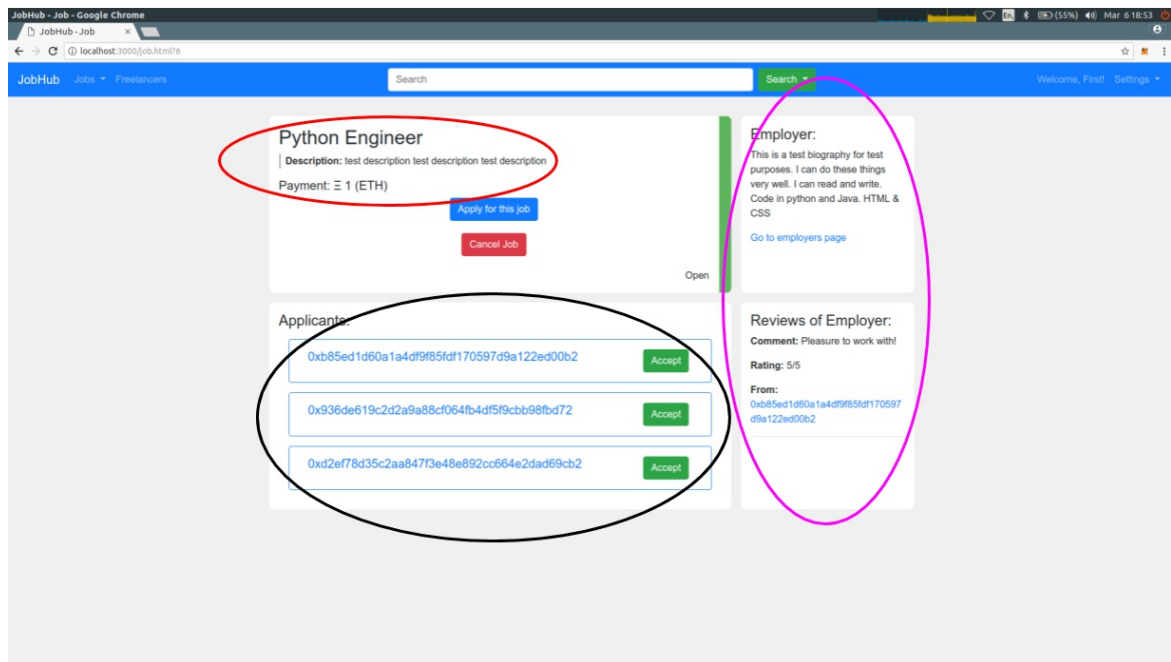 JobHub - Job - Google Chrome
En (55%) Mar 6 18:53
JobHub - Job ×
localhost:3000/job.html?6
JobHub Jobs Freelancers Search Search Welcome, First! Settings
Python Engineer
Description: test description test description test description
Payment: Ξ 1 (ETH)
Apply for this job
Cancel Job
Open
Applicants:
0xb85ed1d60a1a4df9f85fdf170597d9a122ed00b2 Accept
0x936de619c2d2a9a88cf064fb4df5f9cbb98fbd72 Accept
0xd2ef78d35c2aa847f3e48e892cc664e2dad69cb2 Accept
Employer:
This is a test biography for test
purposes. I can do these things
very well. I can read and write.
Code in python and Java. HTML &
CSS
Go to employers page
Reviews of Employer:
Comment: Pleasure to work with!
Rating: 5/5
From:
0xb85ed1d60a1a4df9f85fdf170597
d9a122ed00b2